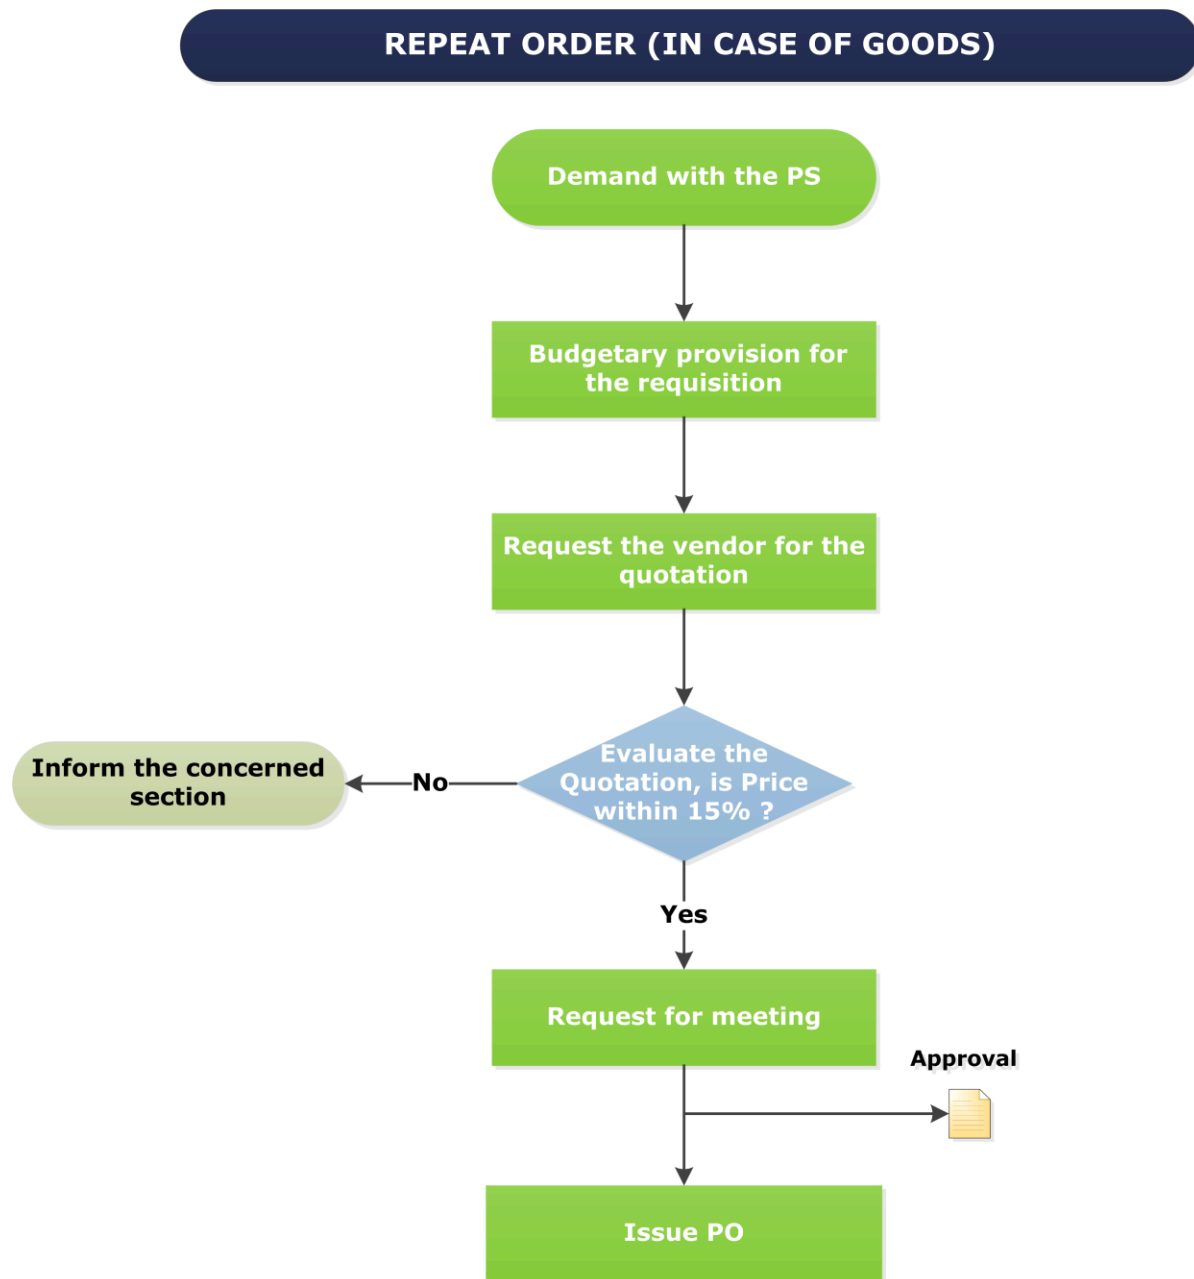 REPEAT ORDER (IN CASE OF GOODS)
Demand with the PS
Budgetary provision for
the requisition
Request the vendor for the
quotation
Evaluate the
Quotation, is Price
within 15% ?
No
Inform the concerned
section
Yes
Request for meeting
Approval
Issue PO